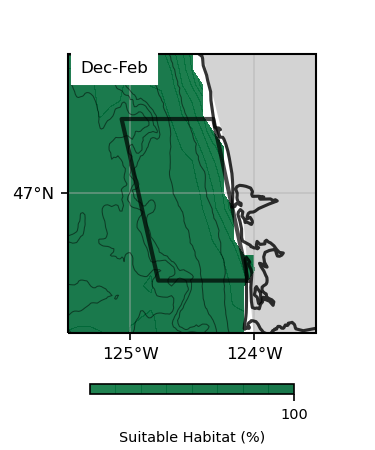 Dec-Feb
47°N
125°W 124°W
100
Suitable Habitat (%)